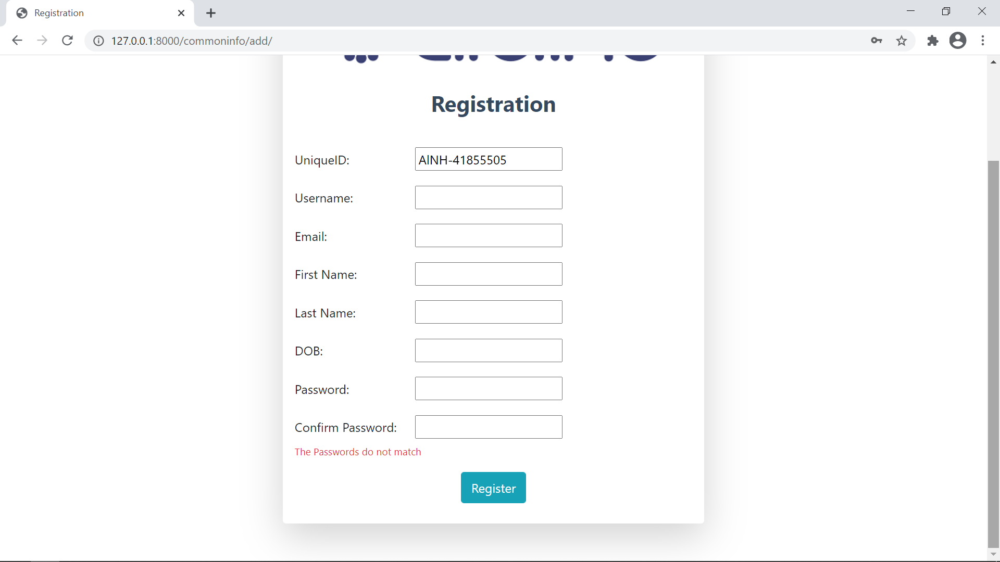 Registration
127.0.0.1:8000/commoninfo/add/
Registration
UniqueID: AlNH-41855505
Username:
Email:
First Name:
Last Name:
DOB:
Password:
Confirm Password:
The Passwords do not match
Register